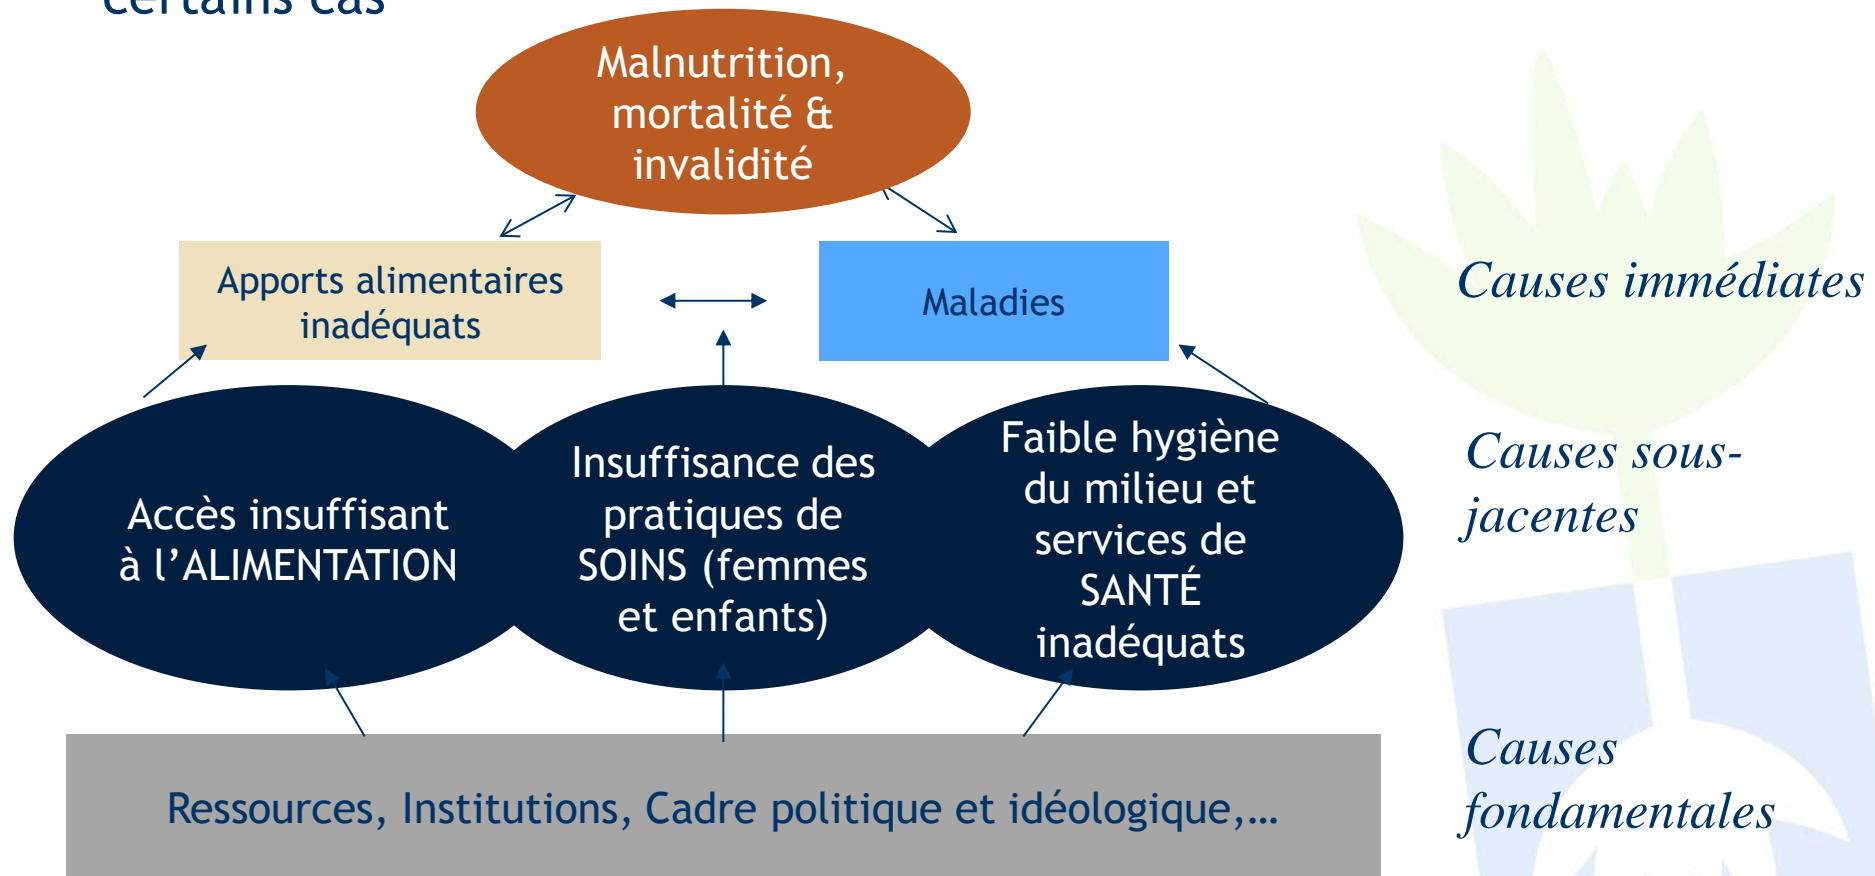 certains cas
Malnutrition,
mortalité &
invalidité
Apports alimentaires
inadéquats
Maladies
Causes immédiates
Accès insuffisant
à l’ALIMENTATION
Insuffisance des
pratiques de
SOINS (femmes
et enfants)
Faible hygiène
du milieu et
services de
SANTÉ
inadéquats
Causes sous-
jacentes
Ressources, Institutions, Cadre politique et idéologique,…
Causes
fondamentales